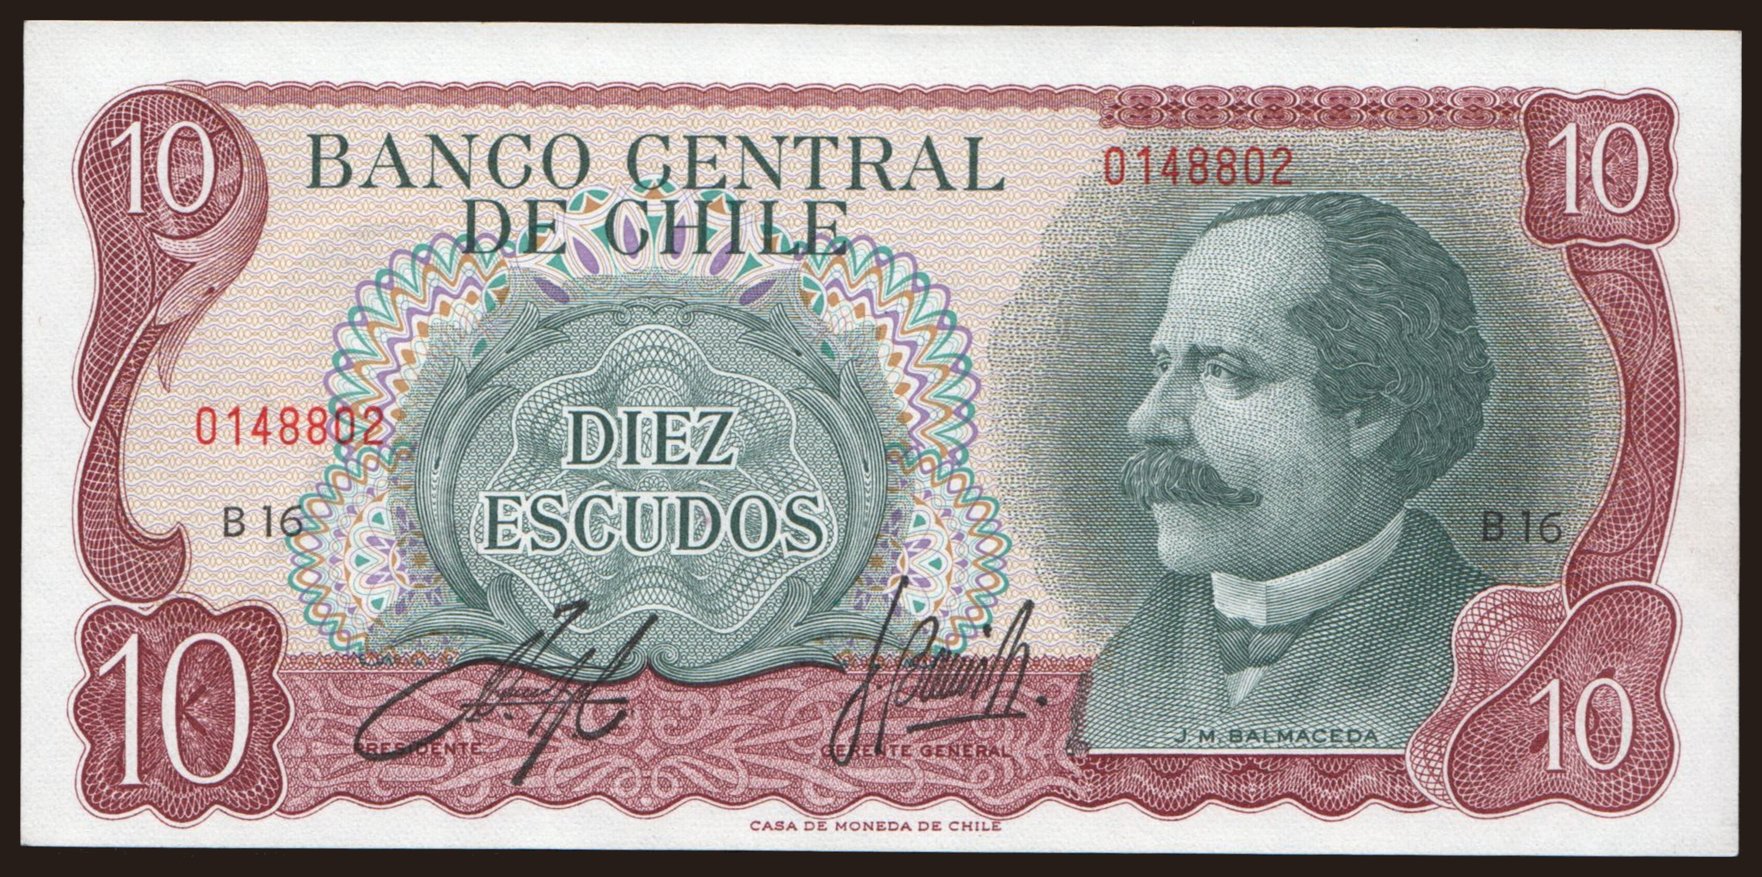 10
BANCO CENTRAL
DE CHILE
0148802
10
0148802
DIEZ
ESCUDOS
B 16
B 16
10
PRESIDENTE
GERENTE GENERAL
J. M. BALMACEDA
10
CASA DE MONEDA DE CHILE